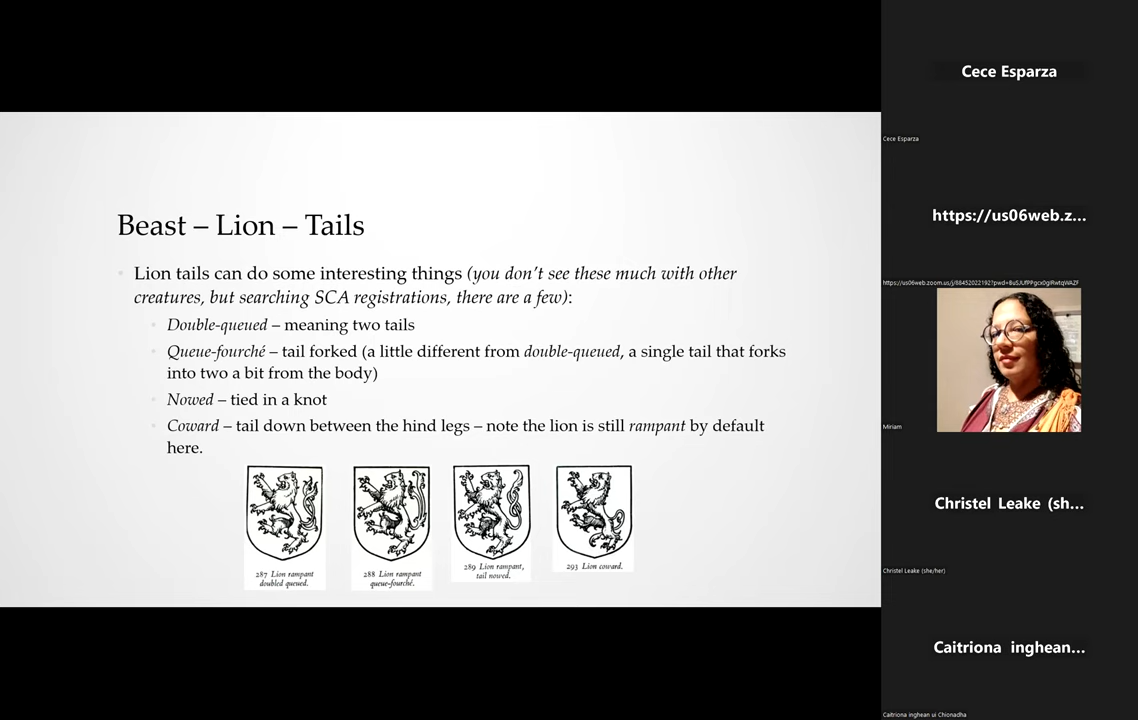 Beast – Lion – Tails
Lion tails can do some interesting things (you don't see these much with other
creatures, but searching SCA registrations, there are a few):
Double-queued – meaning two tails
Queue-fourché – tail forked (a little different from double-queued, a single tail that forks
into two a bit from the body)
Nowed – tied in a knot
Coward – tail down between the hind legs – note the lion is still rampant by default
here.
287 Lion rampant
doubled queued.
288 Lion rampant
queue-fourché.
289 Lion rampant,
tail nowed.
293 Lion coward.
Cece Esparza
Cece Esparza
https://us06web.z...
Miriam
Christel Leake (sh...
Christel Leake (she/her)
Caitriona inghean...
Caitriona inghean ui Chionadha